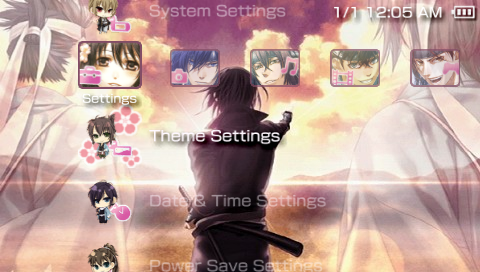 System Settings
1/1 12:05 AM
Settings
Theme Settings
Date & Time Settings
Power Save Settings